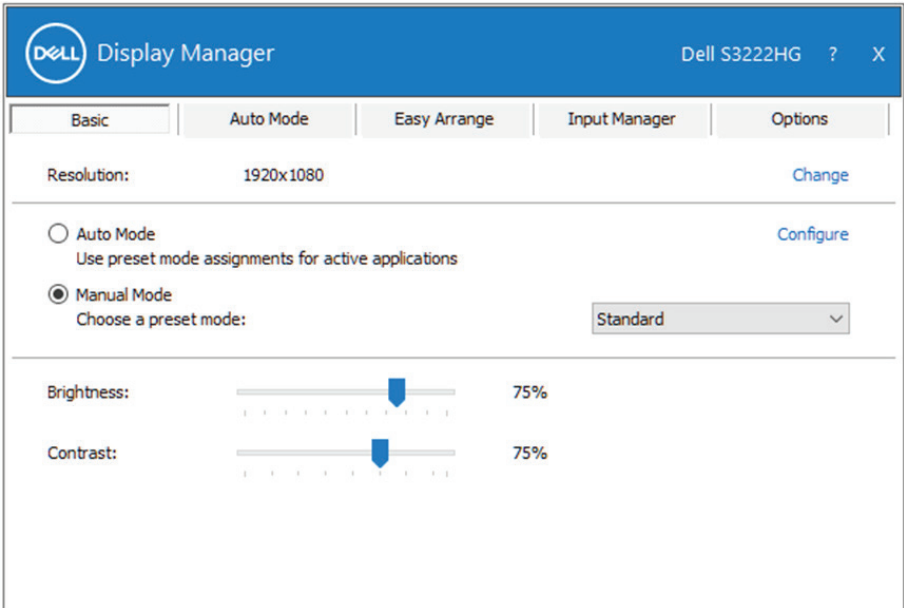 DELL Display Manager Dell S3222HG ? X
Basic Auto Mode Easy Arrange Input Manager Options
Resolution: 1920x1080 Change
Auto Mode Configure
Use preset mode assignments for active applications
Manual Mode
Choose a preset mode: Standard
Brightness: 75%
Contrast: 75%